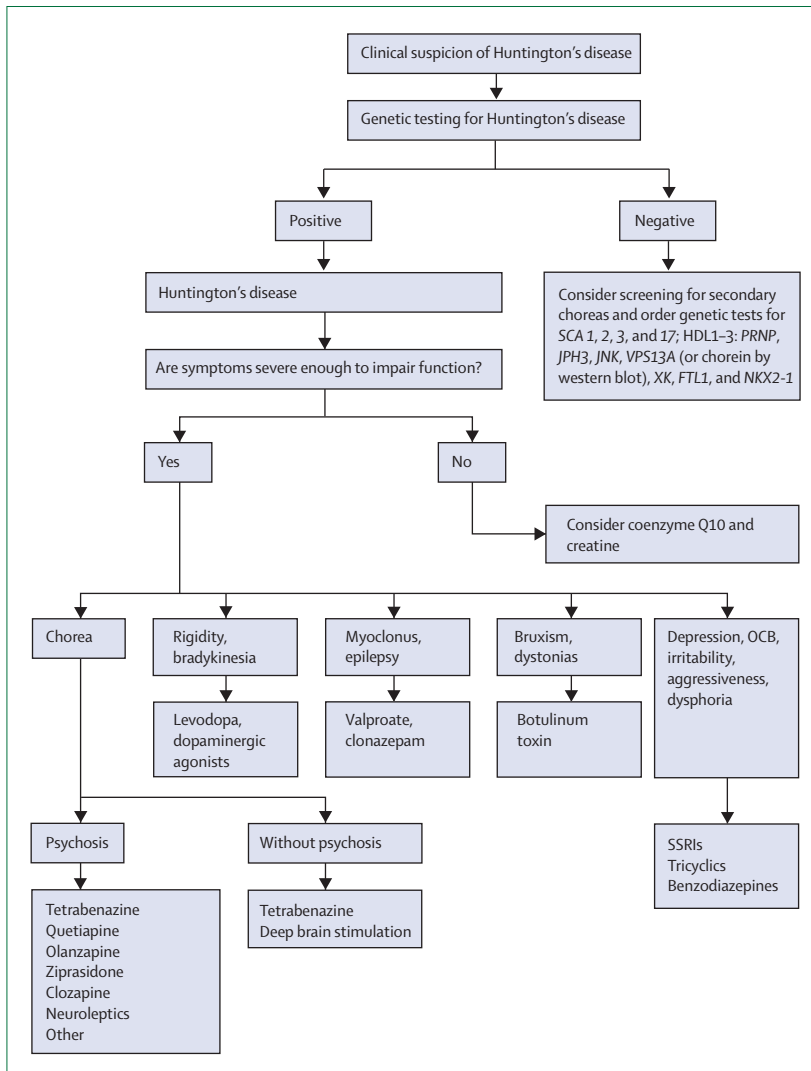 Clinical suspicion of Huntington's disease
Genetic testing for Huntington's disease
Positive
Negative
Huntington's disease
Consider screening for secondary
choreas and order genetic tests for
SCA 1, 2, 3, and 17; HDL1–3: PRNP,
JPH3, JNK, VPS13A (or chorein by
western blot), XK, FTL1, and NKX2-1
Are symptoms severe enough to impair function?
Yes
No
Consider coenzyme Q10 and
creatine
Chorea
Rigidity,
bradykinesia
Myoclonus,
epilepsy
Bruxism,
dystonias
Depression, OCB,
irritability,
aggressiveness,
dysphoria
Levodopa,
dopaminergic
agonists
Valproate,
clonazepam
Botulinum
toxin
Psychosis
Without psychosis
SSRIs
Tricyclics
Benzodiazepines
Tetrabenazine
Quetiapine
Olanzapine
Ziprasidone
Clozapine
Neuroleptics
Other
Tetrabenazine
Deep brain stimulation